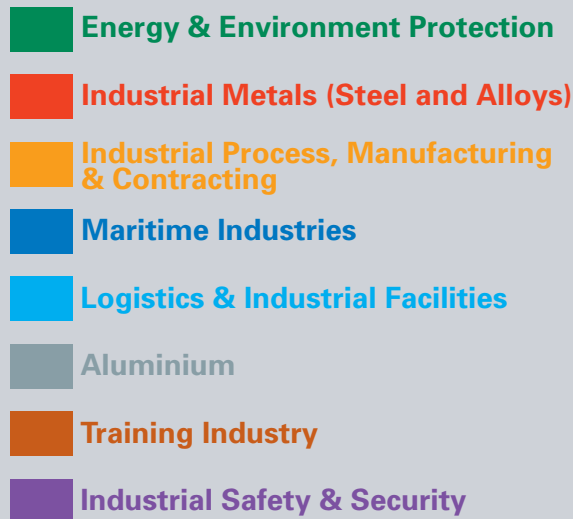 Energy & Environment Protection
Industrial Metals (Steel and Alloys)
Industrial Process, Manufacturing
& Contracting
Maritime Industries
Logistics & Industrial Facilities
Aluminium
Training Industry
Industrial Safety & Security